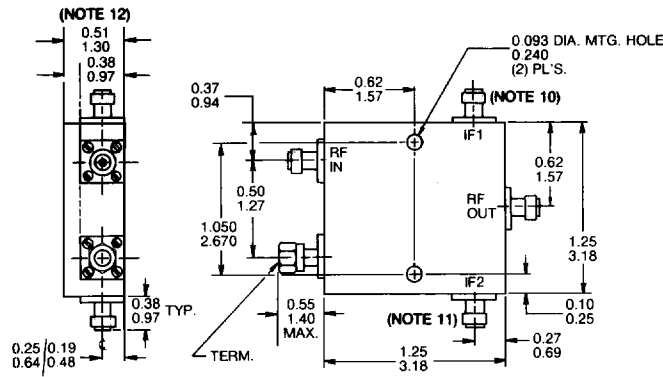 (NOTE 12)
0.51
1.30
0.38
0.97
0.093 DIA. MTG. HOLE
0.240
(2) PL'S.
0.62
1.57
(NOTE 10)
0.37
0.94
RF
IN
IF1
0.62
1.57
0.50
1.27
RF
OUT
1.050
2.670
1.25
3.18
IF2
0.38
0.97
TYP.
0.55
1.40
MAX.
(NOTE 11)
0.10
0.25
0.25/0.19
0.64/0.48
TERM.
1.25
3.18
0.27
0.69